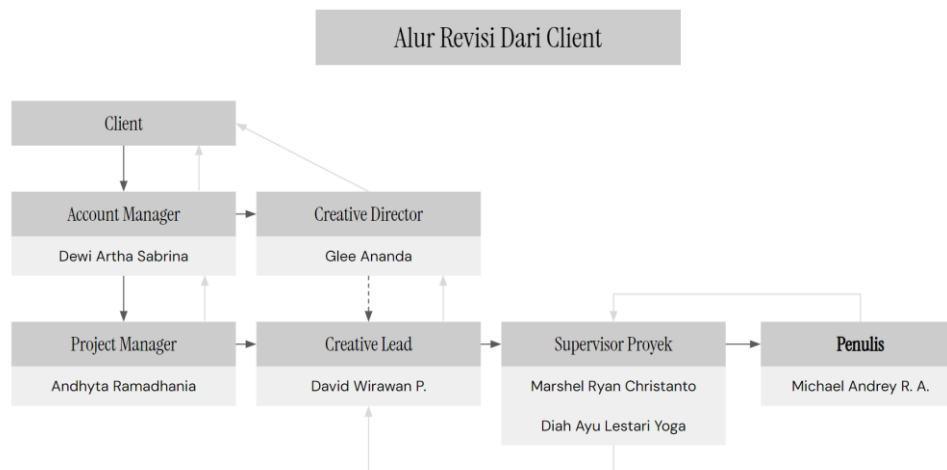 Alur Revisi Dari Client
Client
Account Manager
Dewi Artha Sabrina
Creative Director
Glee Ananda
Project Manager
Andhyta Ramadhania
Creative Lead
David Wirawan P.
Supervisor Proyek
Marshel Ryan Christanto
Diah Ayu Lestari Yoga
Penulis
Michael Andrey R. A.